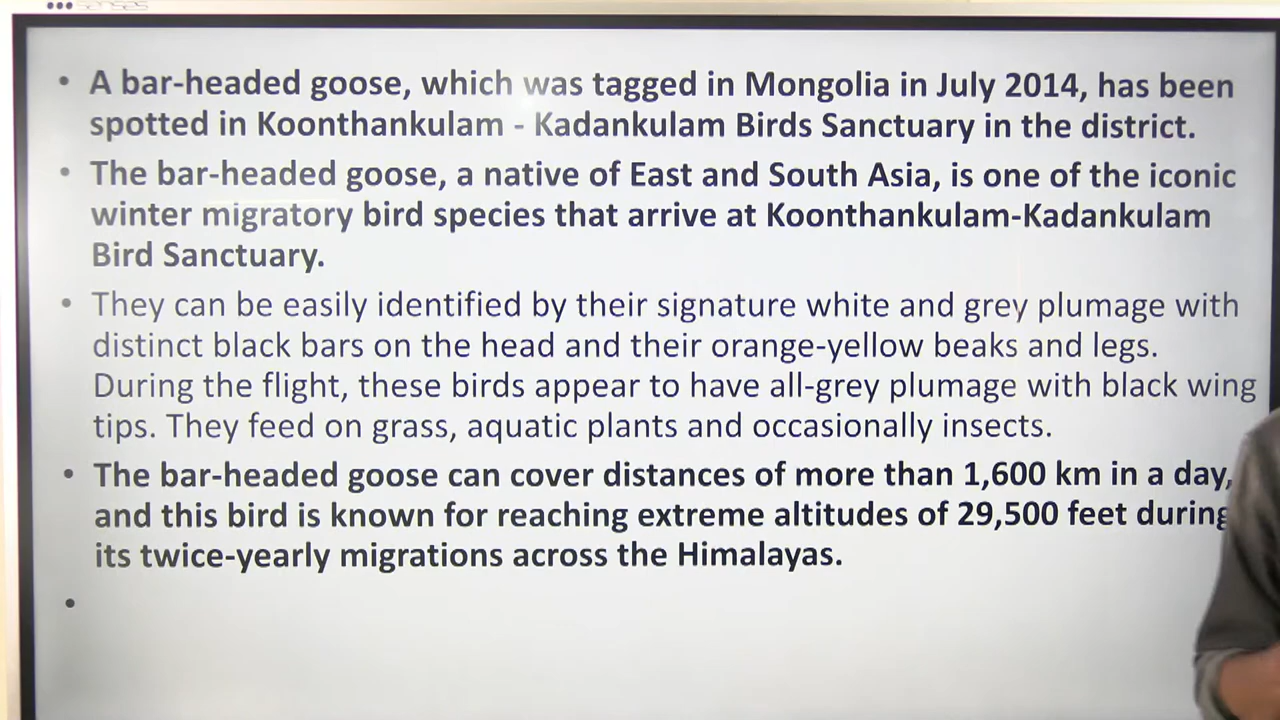 • A bar-headed goose, which was tagged in Mongolia in July 2014, has been
spotted in Koonthankulam - Kadankulam Birds Sanctuary in the district.
• The bar-headed goose, a native of East and South Asia, is one of the iconic
winter migratory bird species that arrive at Koonthankulam-Kadankulam
Bird Sanctuary.
• They can be easily identified by their signature white and grey plumage with
distinct black bars on the head and their orange-yellow beaks and legs.
During the flight, these birds appear to have all-grey plumage with black wing
tips. They feed on grass, aquatic plants and occasionally insects.
• The bar-headed goose can cover distances of more than 1,600 km in a day,
and this bird is known for reaching extreme altitudes of 29,500 feet during
its twice-yearly migrations across the Himalayas.
•